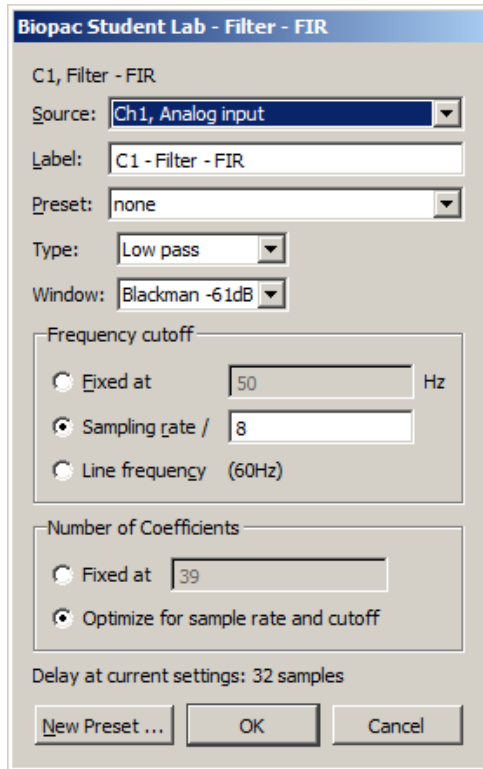 Biopac Student Lab - Filter - FIR
C1, Filter - FIR
Source: Ch1, Analog input
Label: C1 - Filter - FIR
Preset: none
Type: Low pass
Window: Blackman -61dB
Frequency cutoff
Fixed at 50 Hz
Sampling rate / 8
Line frequency (60Hz)
Number of Coefficients
Fixed at 39
Optimize for sample rate and cutoff
Delay at current settings: 32 samples
New Preset ... OK Cancel